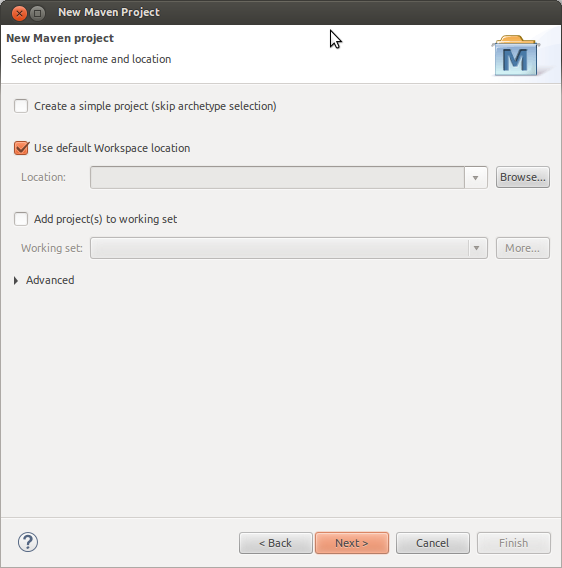 New Maven Project
New Maven project
Select project name and location
M
Create a simple project (skip archetype selection)
Use default Workspace location
Location:
Browse...
Add project(s) to working set
Working set:
More...
Advanced
?
< Back
Next >
Cancel
Finish